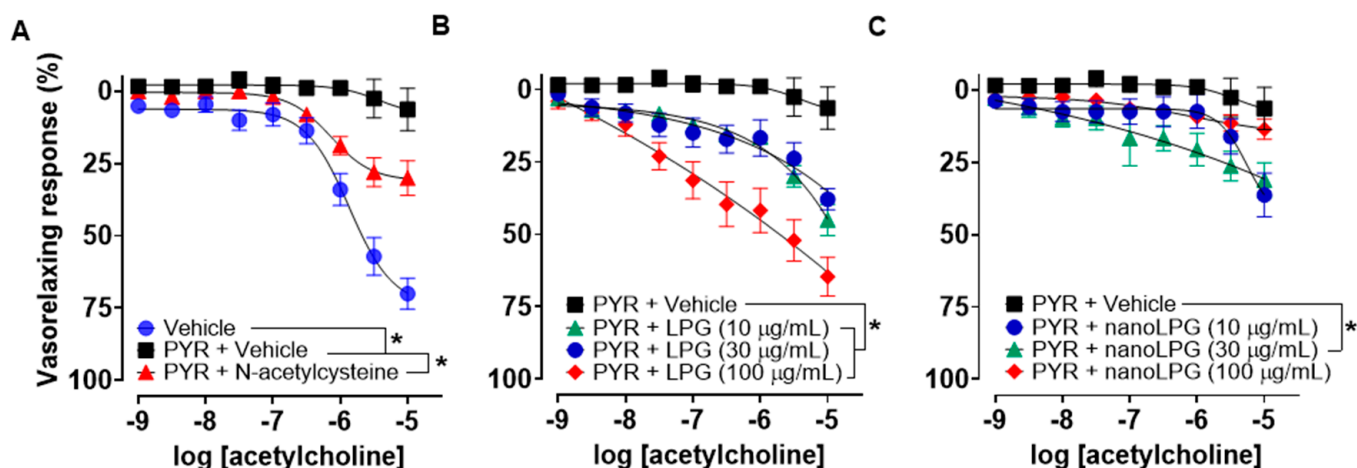 A
Vasorelaxing response (%)
0
25
50
75
100
Vehicle
*
PYR + Vehicle
*
PYR + N-acetylcysteine
-9 -8 -7 -6 -5
log [acetylcholine]
B
0
25
50
75
100
PYR + Vehicle
PYR + LPG (10 µg/mL)
*
PYR + LPG (30 µg/mL)
PYR + LPG (100 µg/mL)
-9 -8 -7 -6 -5
log [acetylcholine]
C
0
25
50
75
100
PYR + Vehicle
PYR + nanoLPG (10 µg/mL)
*
PYR + nanoLPG (30 µg/mL)
PYR + nanoLPG (100 µg/mL)
-9 -8 -7 -6 -5
log [acetylcholine]